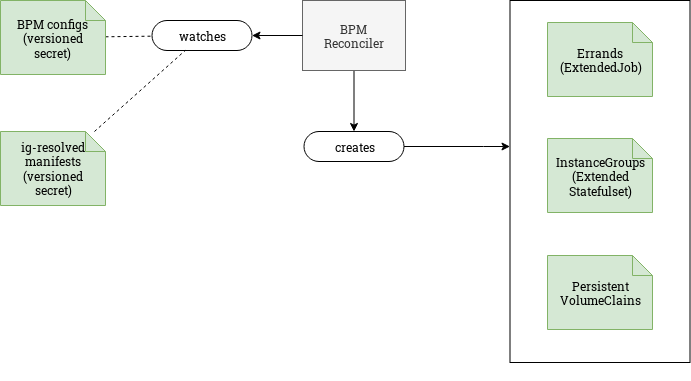 BPM configs
(versioned
secret)
watches
BPM
Reconciler
Errands
(ExtendedJob)
ig-resolved
manifests
(versioned
secret)
creates
InstanceGroups
(Extended
Statefulset)
Persistent
VolumeClains